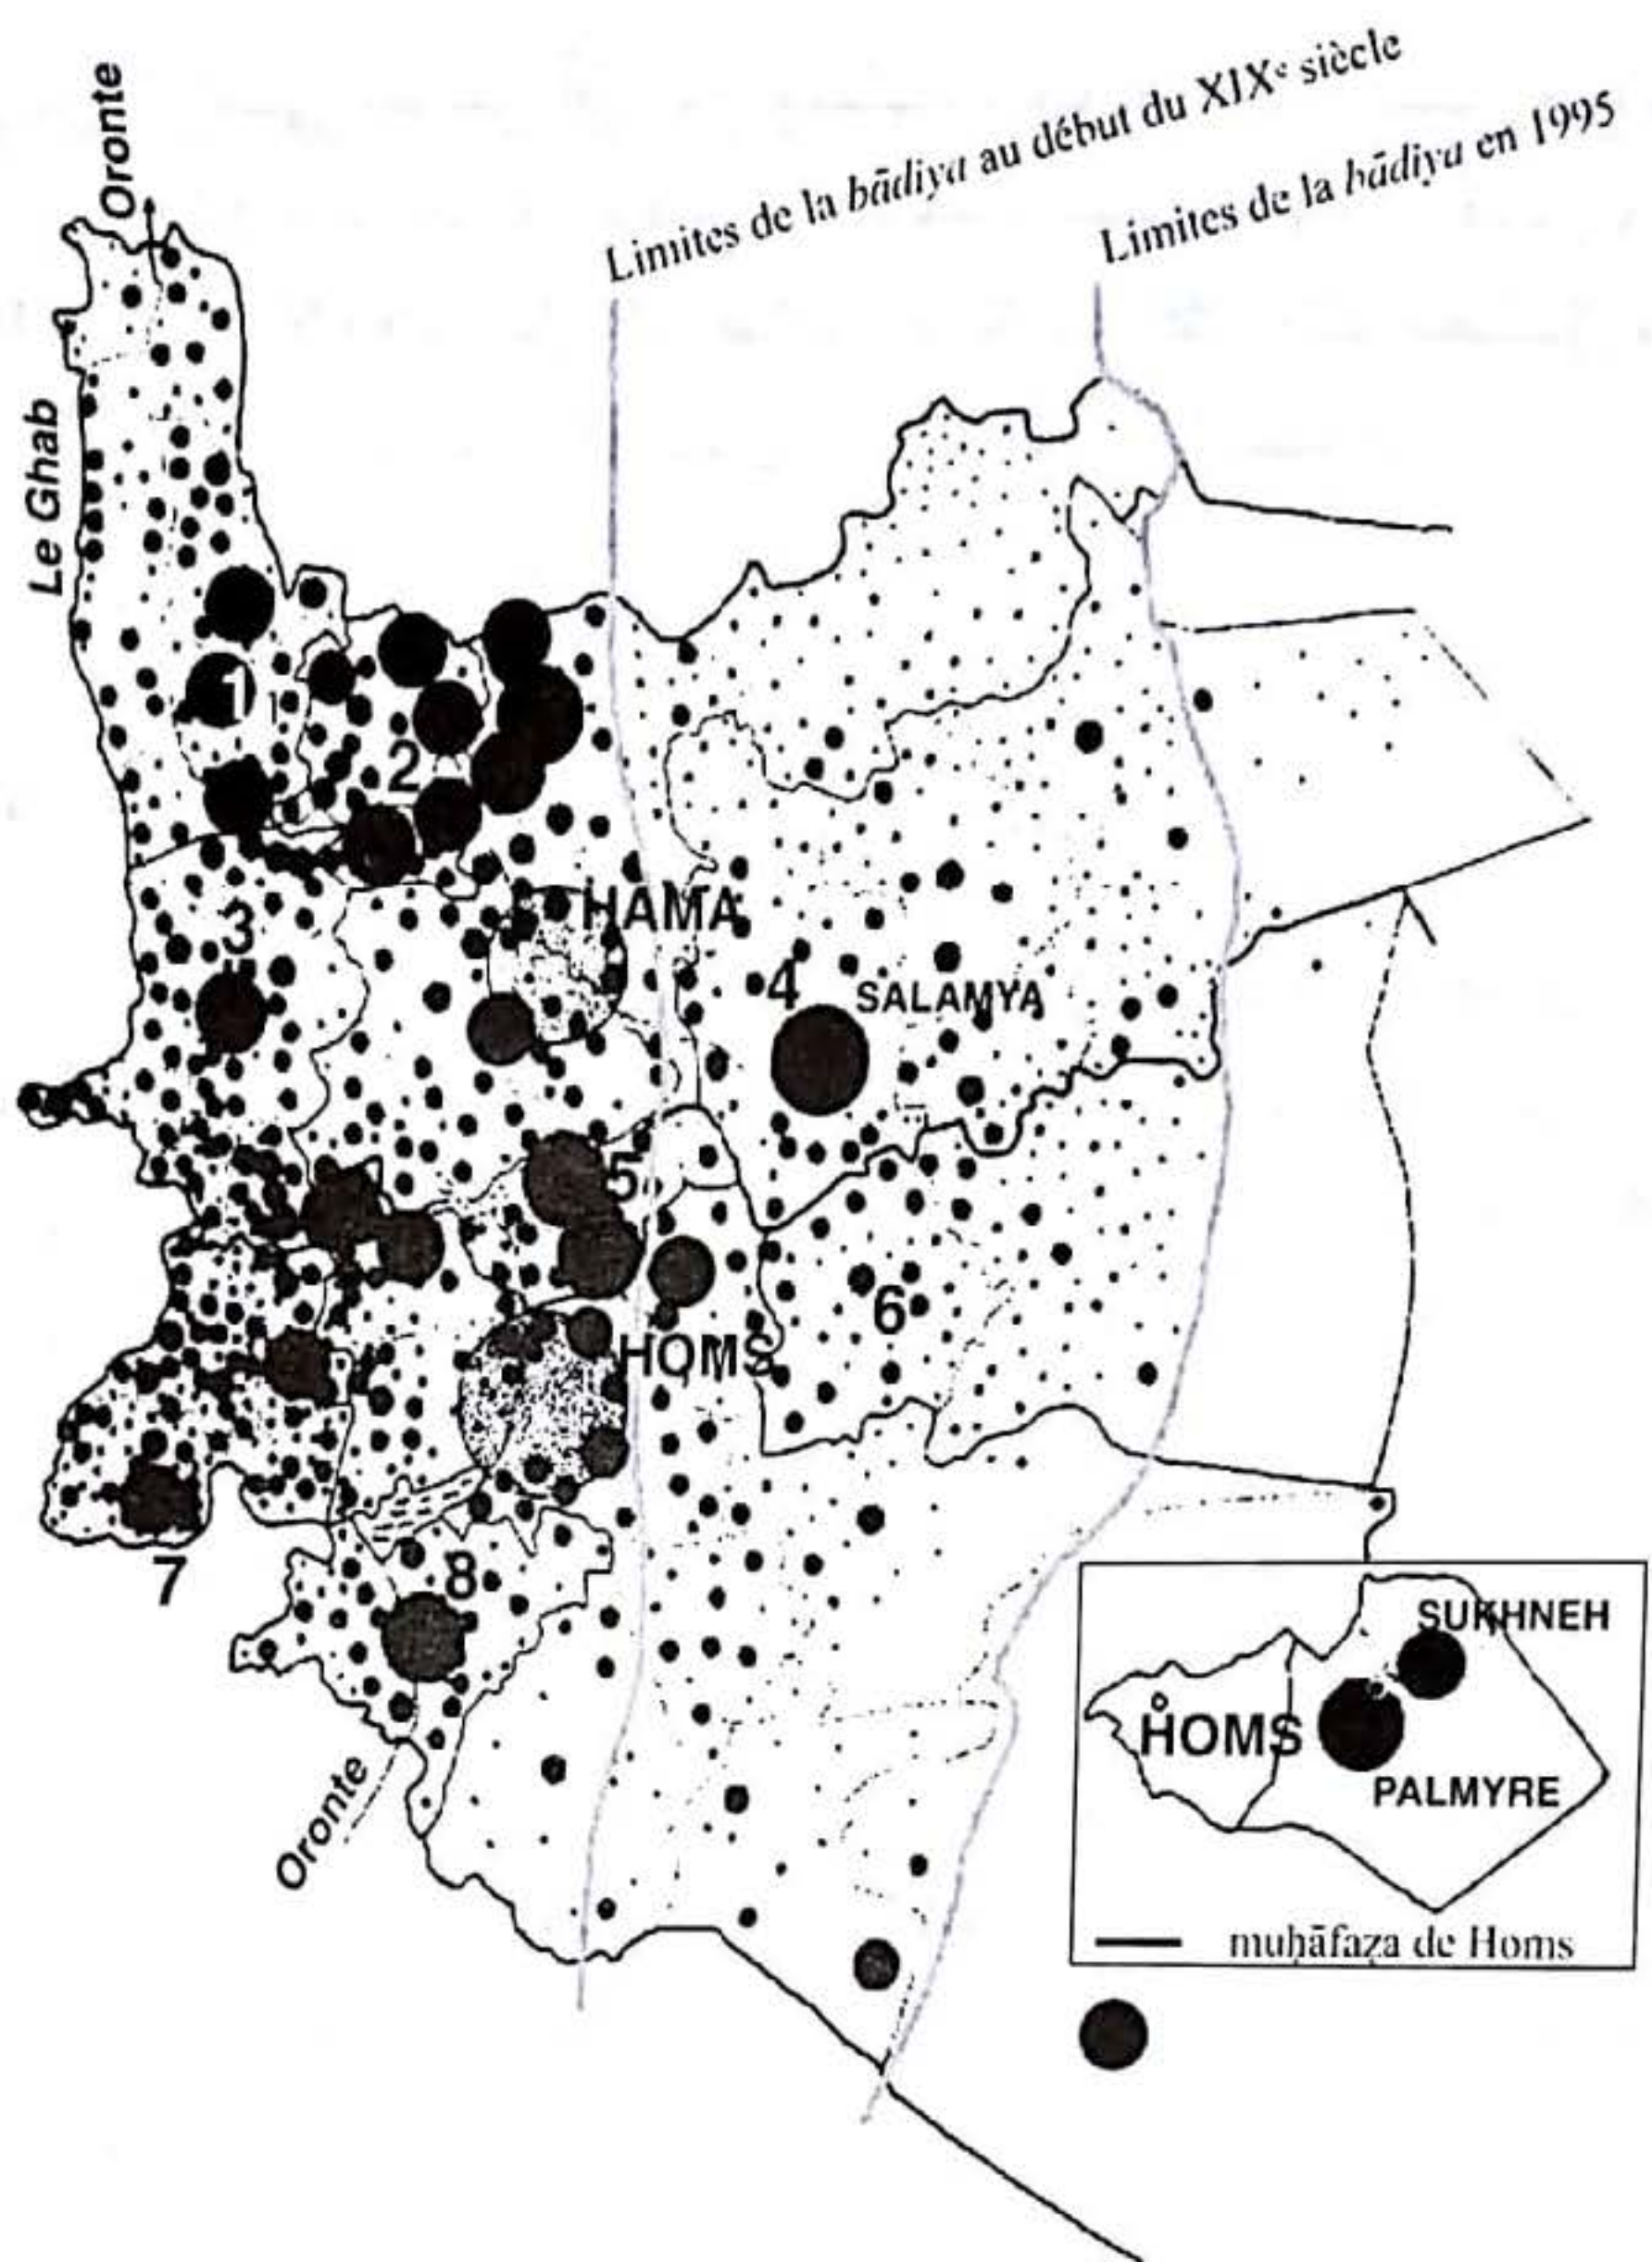 Oronte
Limites de la bādiya au début du XIXᵉ siècle
Limites de la bādiya en 1995
Le Ghab
1
2
3
HAMA
4
SALAMYA
5
6
HOMS
7
8
Oronte
SUKHNEH
HOMS
PALMYRE
muḥāfaza de Homs